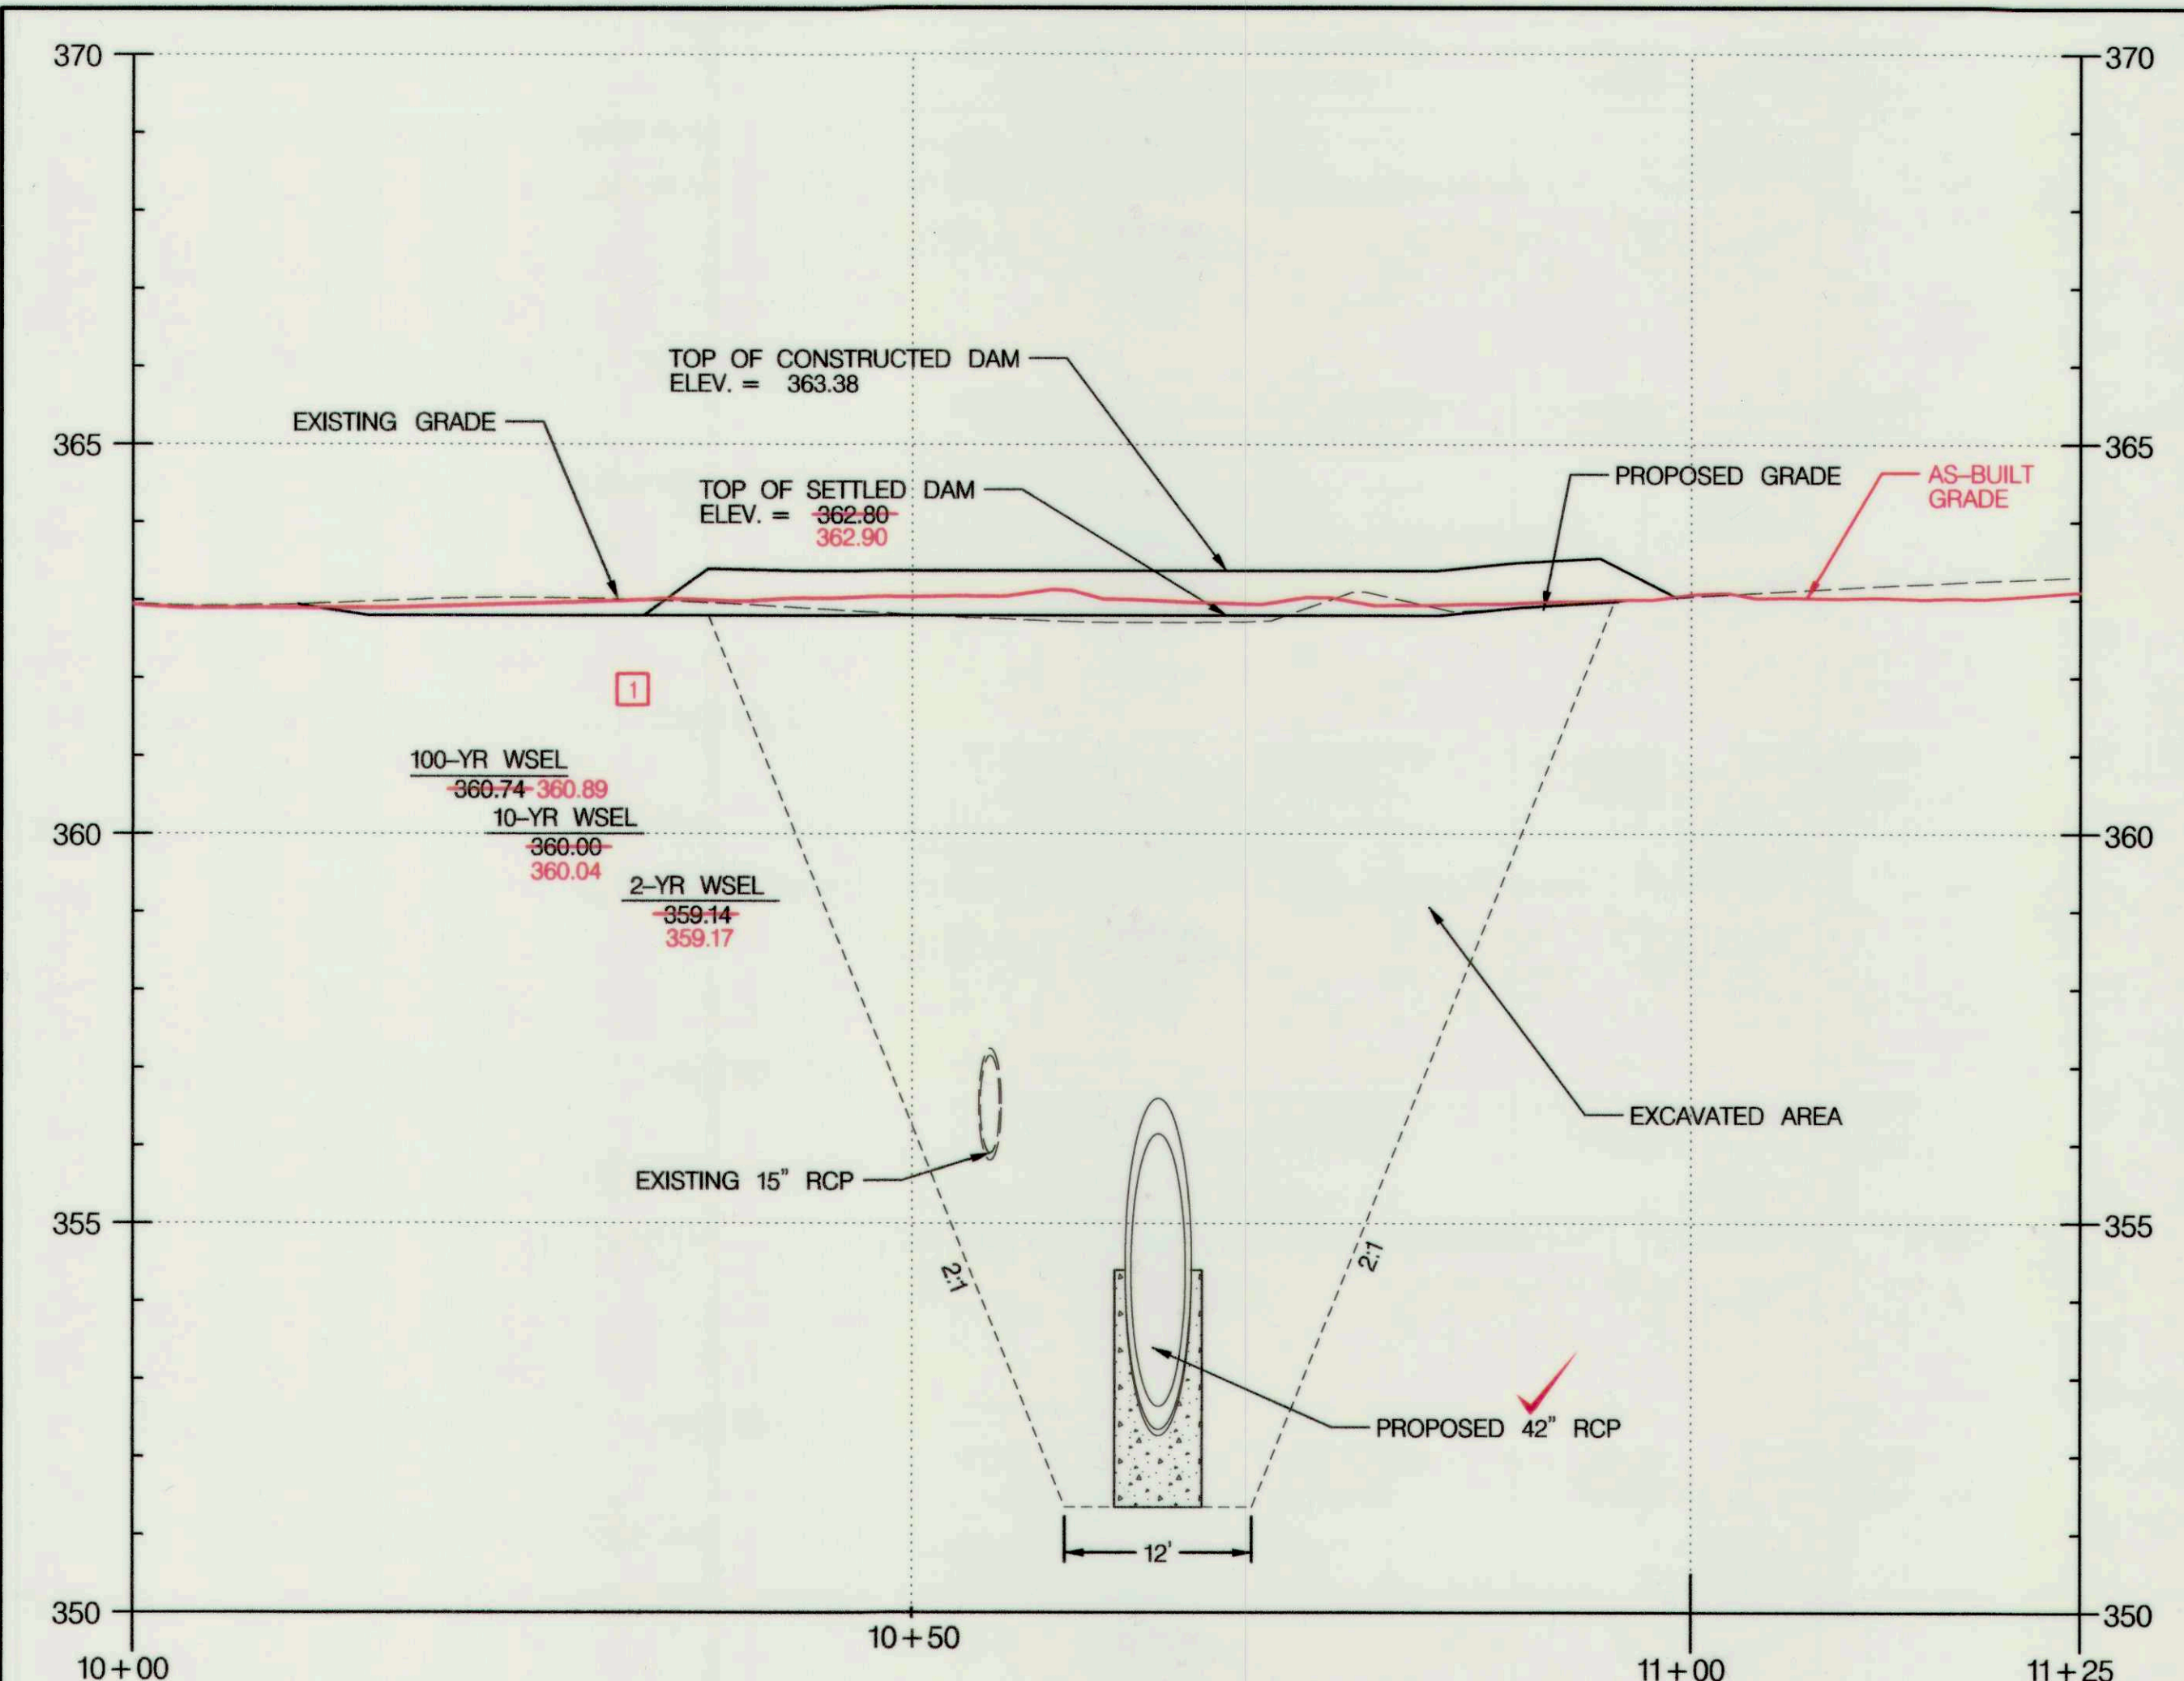 370
370
TOP OF CONSTRUCTED DAM
ELEV. = 363.38
EXISTING GRADE
365
365
TOP OF SETTLED DAM
ELEV. = 362.80
362.90
PROPOSED GRADE
AS-BUILT
GRADE
1
100-YR WSEL
360.74 360.89
10-YR WSEL
360.00
360.04
360
360
2-YR WSEL
359.14
359.17
EXCAVATED AREA
EXISTING 15" RCP
355
355
2:1
2:1
PROPOSED 42" RCP
12'
350
350
10+00
10+50
11+00
11+25